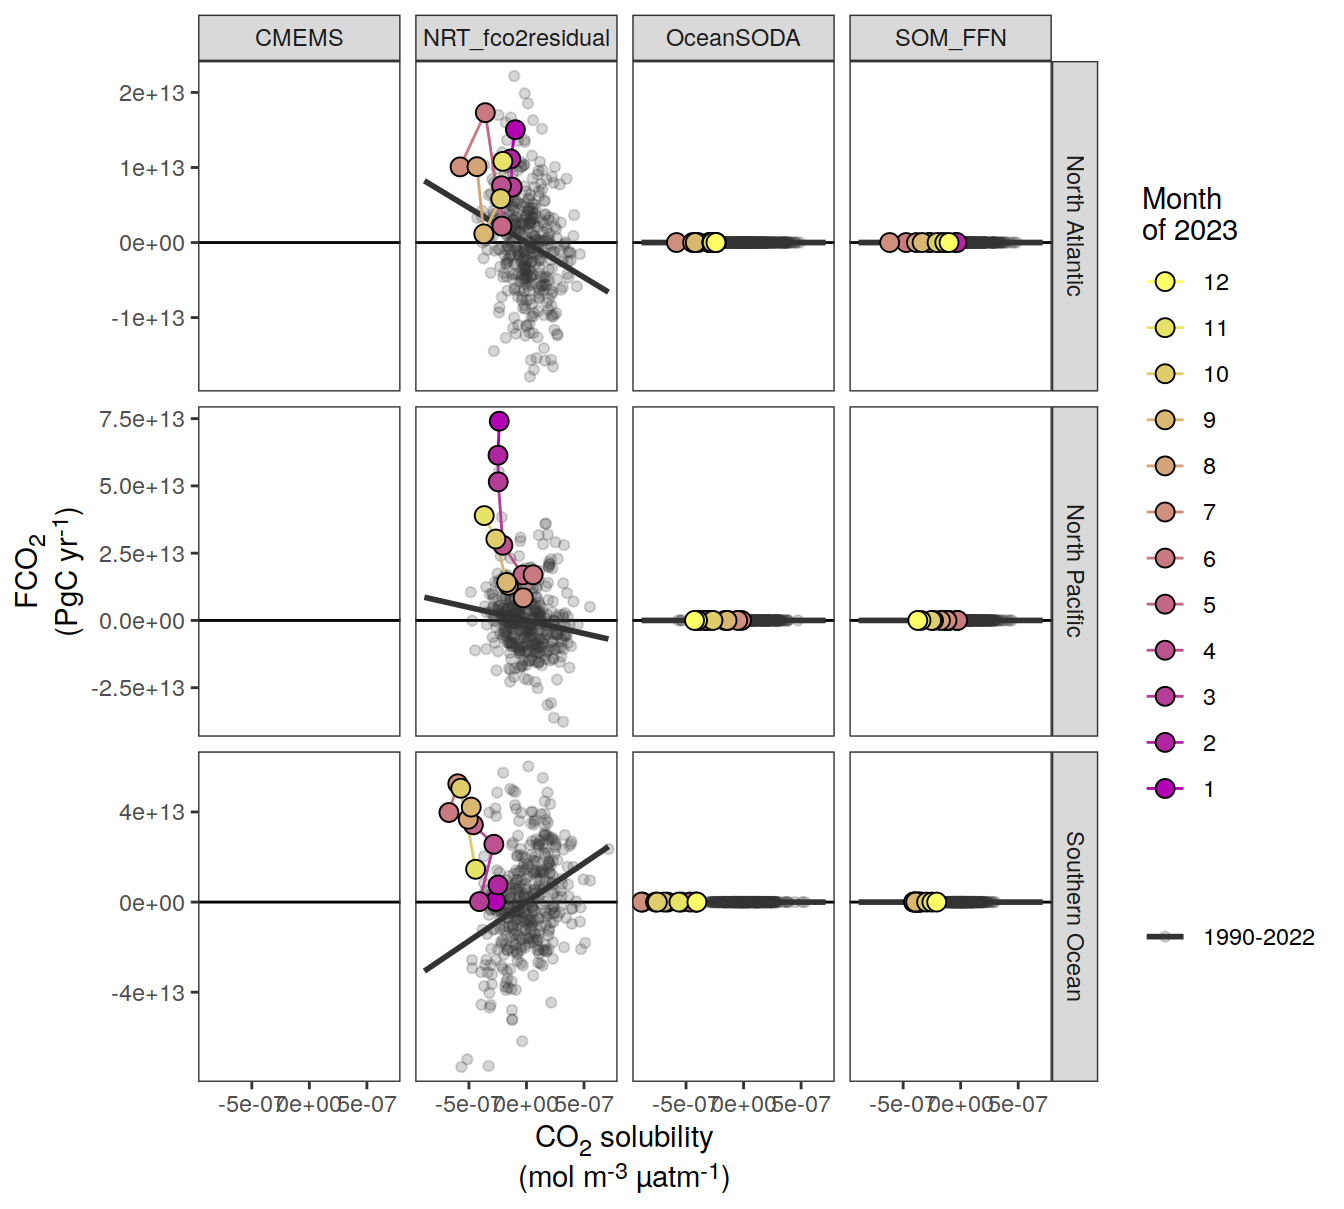 CMEMS NRT_fco2residual OceanSODA SOM_FFN
2e+13
1e+13
0e+00
-1e+13
North Atlantic
7.5e+13
5.0e+13
2.5e+13
0.0e+00
-2.5e+13
North Pacific
4e+13
0e+00
-4e+13
Southern Ocean
FCO2
(PgC yr-1)
-5e-07 0e+00 5e-07 -5e-07 0e+00 5e-07 -5e-07 0e+00 5e-07 -5e-07 0e+00 5e-07
CO2 solubility
(mol m-3 µatm-1)
Month
of 2023
12
11
10
9
8
7
6
5
4
3
2
1
1990-2022